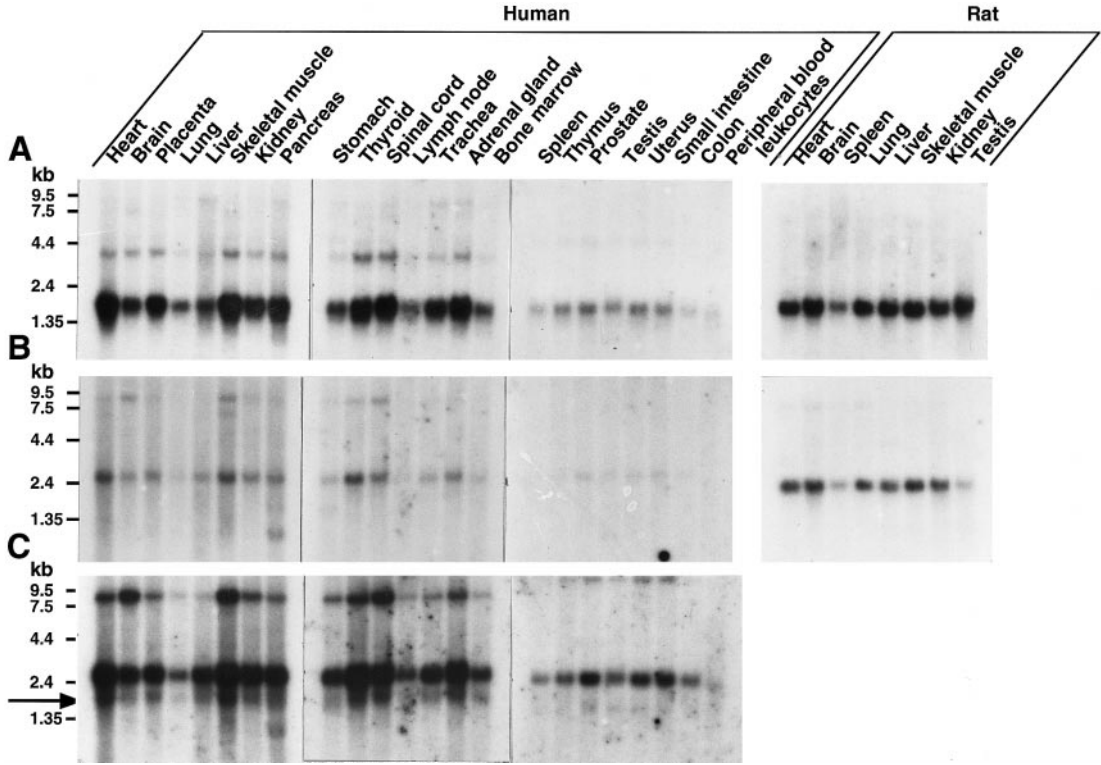 Human
Rat
Heart
Brain
Placenta
Lung
Liver
Skeletal muscle
Kidney
Pancreas
Stomach
Thyroid
Spinal cord
Lymph node
Trachea
Adrenal gland
Bone marrow
Spleen
Thymus
Prostate
Testis
Uterus
Small intestine
Colon
Peripheral blood
leukocytes
Heart
Brain
Spleen
Lung
Liver
Skeletal muscle
Kidney
Testis
A
kb
9.5
7.5
4.4
2.4
1.35
B
kb
9.5
7.5
4.4
2.4
1.35
C
kb
9.5
7.5
4.4
2.4
1.35